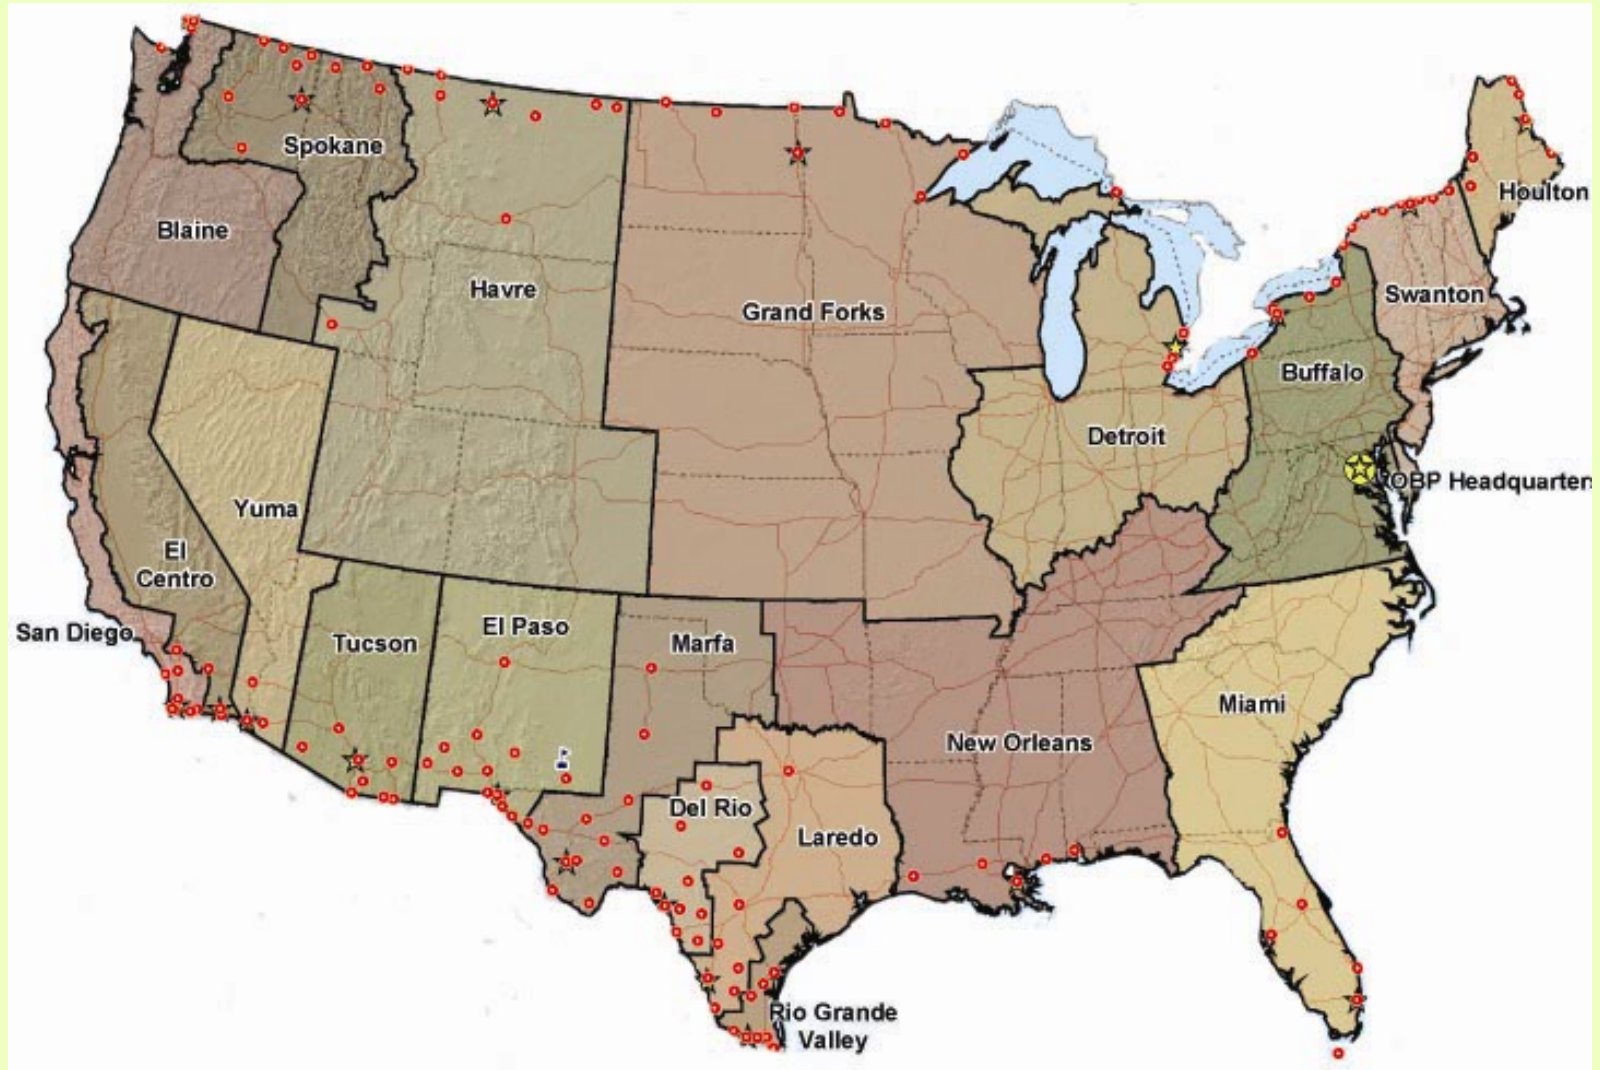 Spokane
Houlton
Blaine
Havre
Swanton
Grand Forks
Buffalo
Detroit
OBP Headquarter
Yuma
El
Centro
San Diego
Tucson
El Paso
Marfa
Miami
New Orleans
Del Rio
Laredo
Rio Grande
Valley